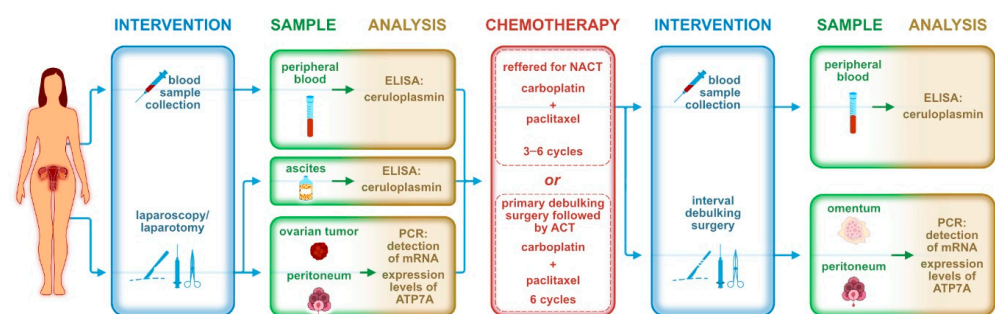 INTERVENTION
SAMPLE
ANALYSIS
CHEMOTHERAPY
INTERVENTION
SAMPLE
ANALYSIS
blood
sample
collection
laparoscopy/
laparotomy
peripheral
blood
ELISA:
ceruloplasmin
ascites
ELISA:
ceruloplasmin
ovarian tumor
peritoneum
PCR:
detection
of mRNA
expression
levels of
ATP7A
reffered for NACT
carboplatin
+
paclitaxel
3–6 cycles
or
primary debulking
surgery followed
by ACT
carboplatin
+
paclitaxel
6 cycles
blood
sample
collection
interval
debulking
surgery
peripheral
blood
ELISA:
ceruloplasmin
omentum
peritoneum
PCR:
detection
of mRNA
expression
levels of
ATP7A